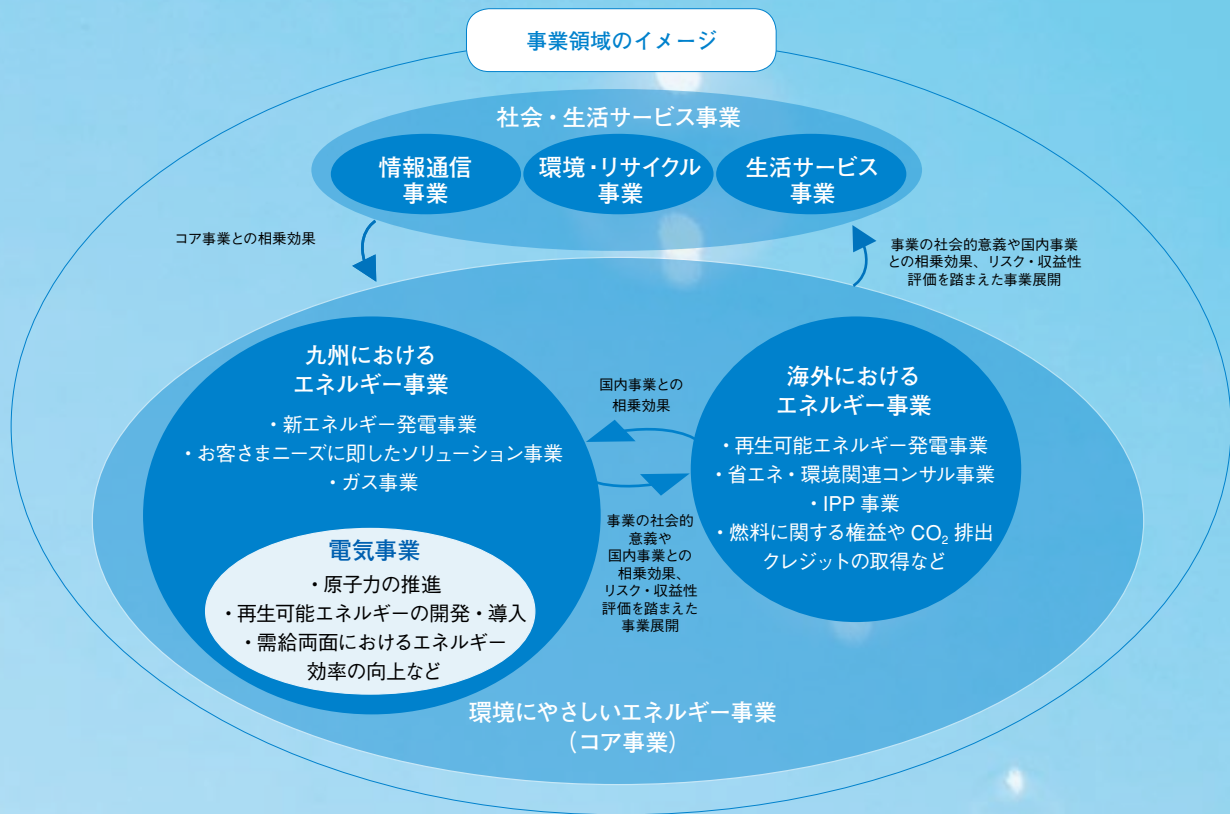 事業領域のイメージ
社会・生活サービス事業
情報通信
事業
環境・リサイクル
事業
生活サービス
事業
コア事業との相乗効果
事業の社会的意義や国内事業
との相乗効果、リスク・収益性
評価を踏まえた事業展開
九州における
エネルギー事業
・新エネルギー発電事業
・お客さまニーズに即したソリューション事業
・ガス事業
電気事業
・原子力の推進
・再生可能エネルギーの開発・導入
・需給両面におけるエネルギー
効率の向上など
国内事業との
相乗効果
事業の社会的
意義や
国内事業との
相乗効果、
リスク・収益性
評価を踏まえた
事業展開
海外における
エネルギー事業
・再生可能エネルギー発電事業
・省エネ・環境関連コンサル事業
・IPP 事業
・燃料に関する権益や CO₂ 排出
クレジットの取得など
環境にやさしいエネルギー事業
（コア事業）